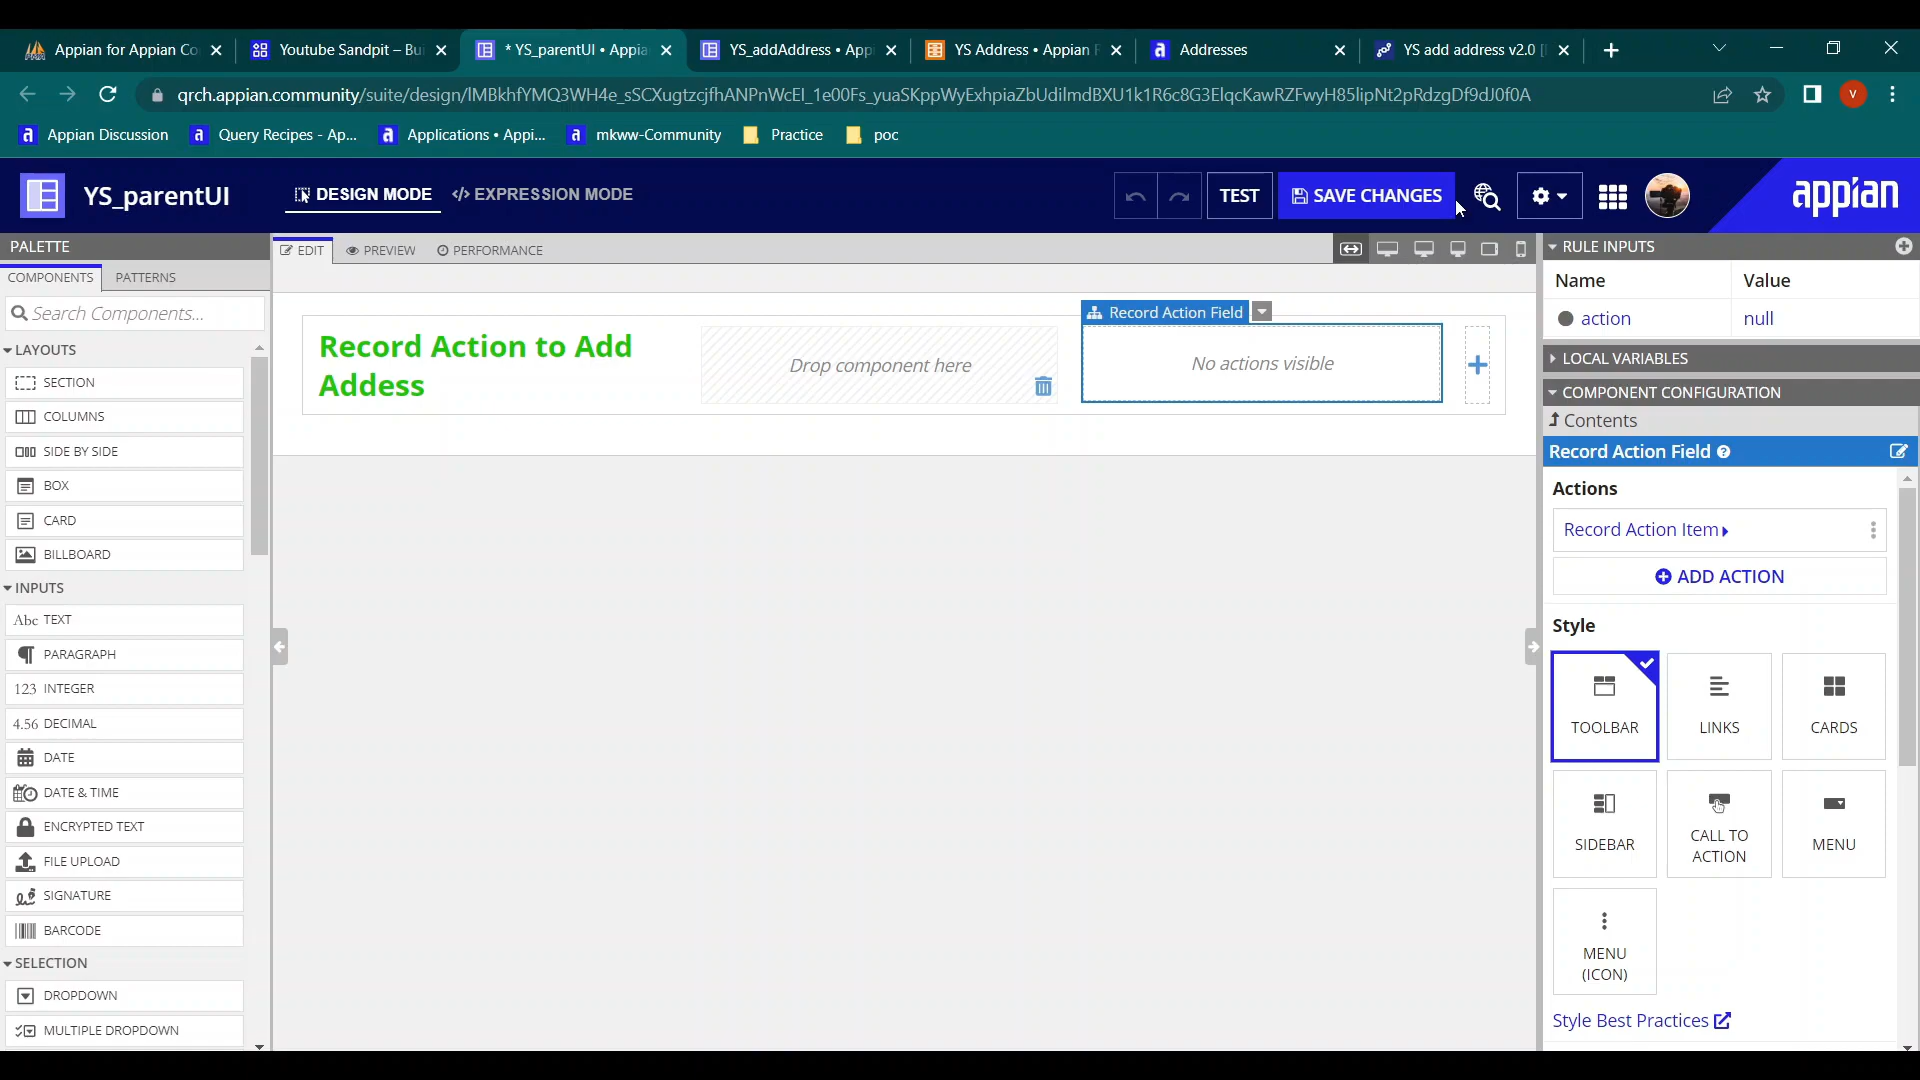 Appian for Appian Co
Youtube Sandpit – Bui
* YS_parentUI • Appia
YS_addAddress • App
YS Address • Appian R
Addresses
YS add address v2.0 [
qrch.appian.community/suite/design/lMBkhfYMQ3WH4e_sSCXugtzcjfhANPnWcEI_1e00Fs_yuaSKppWyExhpiaZbUdiImdBXU1k1R6c8G3ElqcKawRZFwyH85lipNt2pRdzgDf9dJ0f0A
V
Appian Discussion
Query Recipes - Ap...
Applications • Appi...
mkww-Community
Practice
poc
YS_parentUI
DESIGN MODE
</> EXPRESSION MODE
TEST
SAVE CHANGES
appian
PALETTE
COMPONENTS
PATTERNS
Search Components...
LAYOUTS
SECTION
COLUMNS
SIDE BY SIDE
BOX
CARD
BILLBOARD
INPUTS
Abc TEXT
PARAGRAPH
123 INTEGER
4.56 DECIMAL
DATE
DATE & TIME
ENCRYPTED TEXT
FILE UPLOAD
SIGNATURE
BARCODE
SELECTION
DROPDOWN
MULTIPLE DROPDOWN
EDIT
PREVIEW
PERFORMANCE
Record Action to Add
Addess
Drop component here
Record Action Field
No actions visible
RULE INPUTS
Name
Value
action
null
LOCAL VARIABLES
COMPONENT CONFIGURATION
Contents
Record Action Field
Actions
Record Action Item
ADD ACTION
Style
TOOLBAR
LINKS
CARDS
SIDEBAR
CALL TO
ACTION
MENU
MENU
(ICON)
Style Best Practices